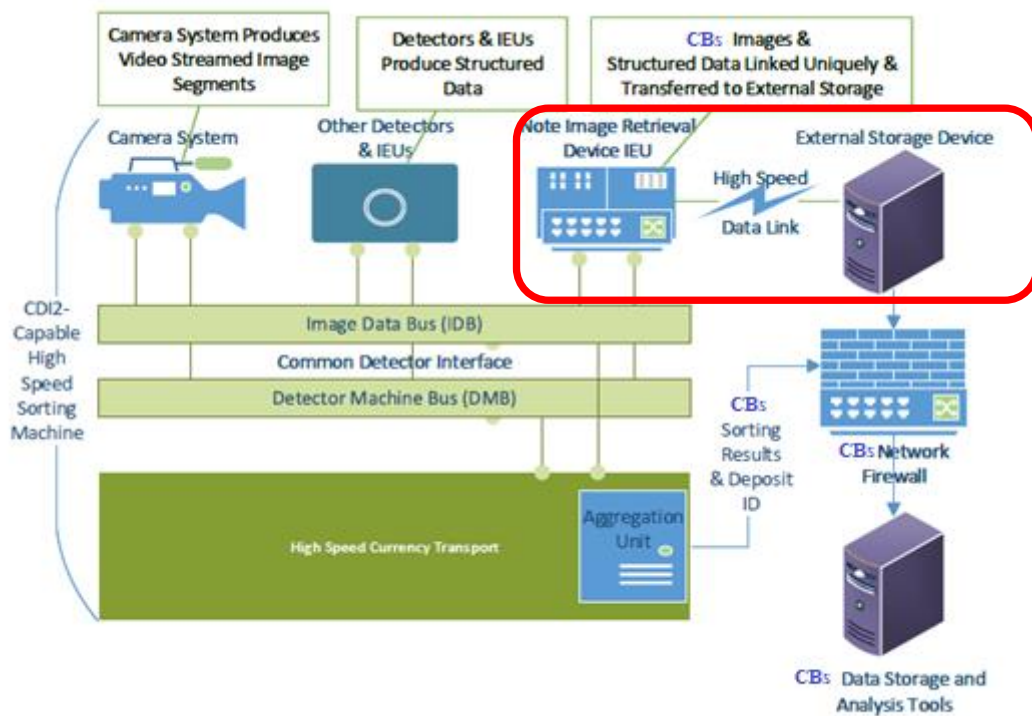 Camera System Produces
Video Streamed Image
Segments
Detectors & IEUs
Produce Structured
Data
CBs Images &
Structured Data Linked Uniquely &
Transferred to External Storage
Camera System
Other Detectors
& IEUs
Note Image Retrieval
Device IEU
External Storage Device
High Speed
Data Link
CDI2-
Capable
High
Speed
Sorting
Machine
Image Data Bus (IDB)
Common Detector Interface
Detector Machine Bus (DMB)
CBs
Sorting
Results
& Deposit
ID
CBs Network
Firewall
High Speed Currency Transport
Aggregation
Unit
CBs Data Storage and
Analysis Tools